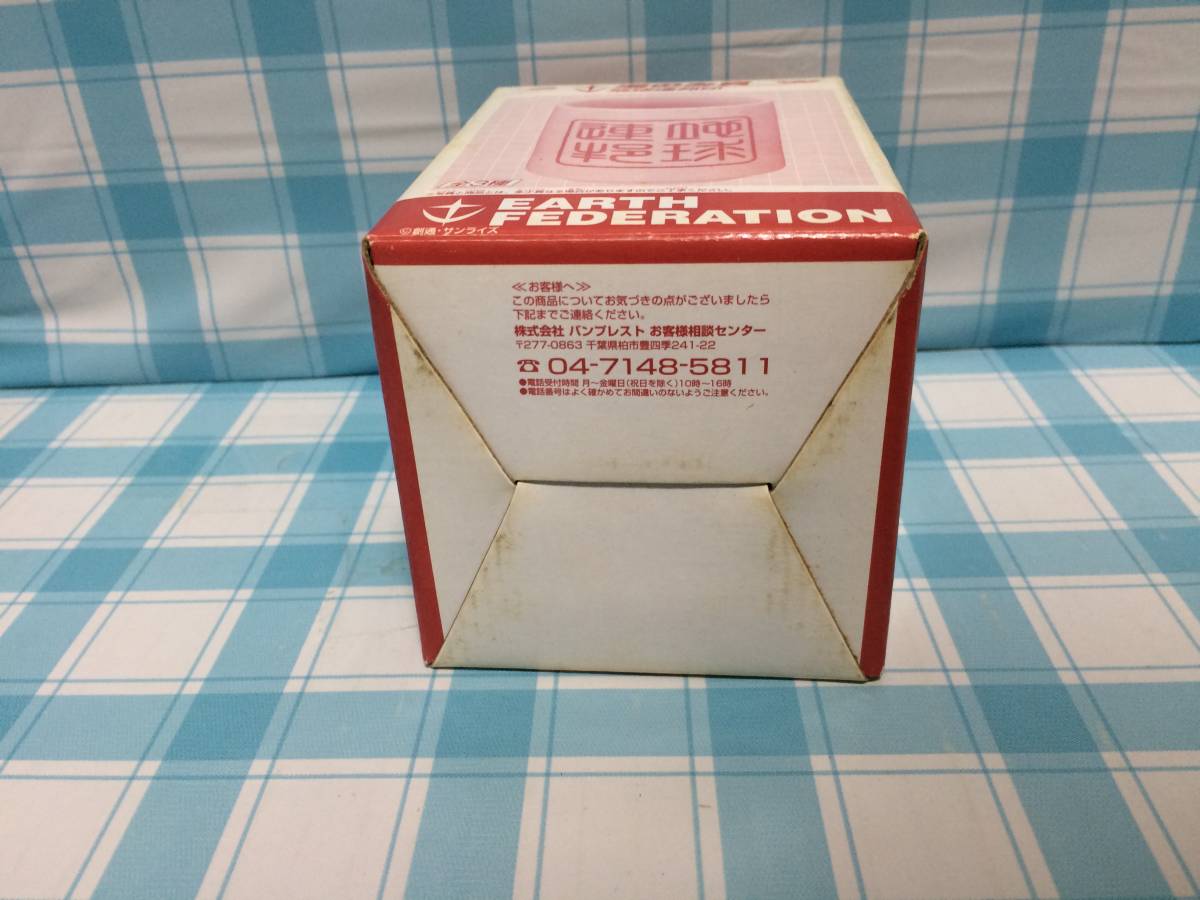 EARTH
FEDERATION
©創通・サンライズ
≪お客様へ≫
この商品についてお気づきの点がございましたら
下記までご連絡ください。
株式会社 バンプレスト お客様相談センター
〒277-0863 千葉県柏市豊四季241-22
☎ 04-7148-5811
●電話受付時間 月〜金曜日(祝日を除く)10時〜16時
●電話番号はよく確かめてお間違いのないようご注意ください。